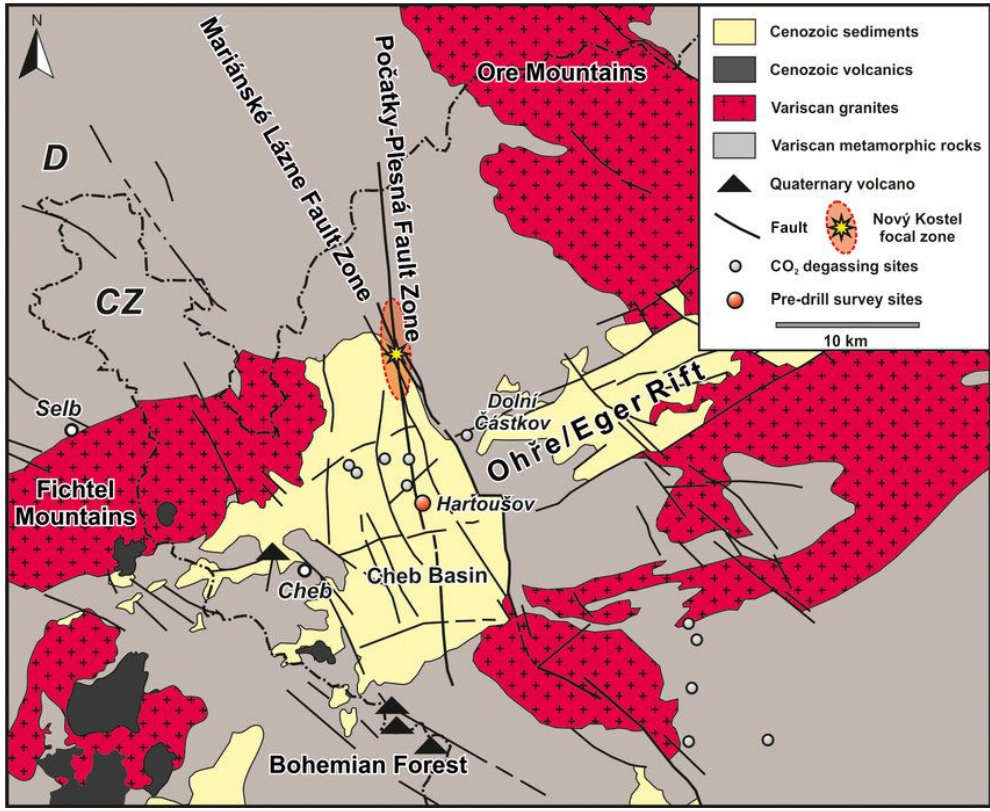 N
Mariánské Lázne Fault Zone
Počatky-Plesná Fault Zone
Ore Mountains
D
CZ
Selb
Fichtel
Mountains
Dolní
Částkov
Ohře/Eger Rift
Hartoušov
Cheb
Cheb Basin
Bohemian Forest
Cenozoic sediments
Cenozoic volcanics
Variscan granites
Variscan metamorphic rocks
Quaternary volcano
Fault
Nový Kostel
focal zone
CO₂ degassing sites
Pre-drill survey sites
10 km